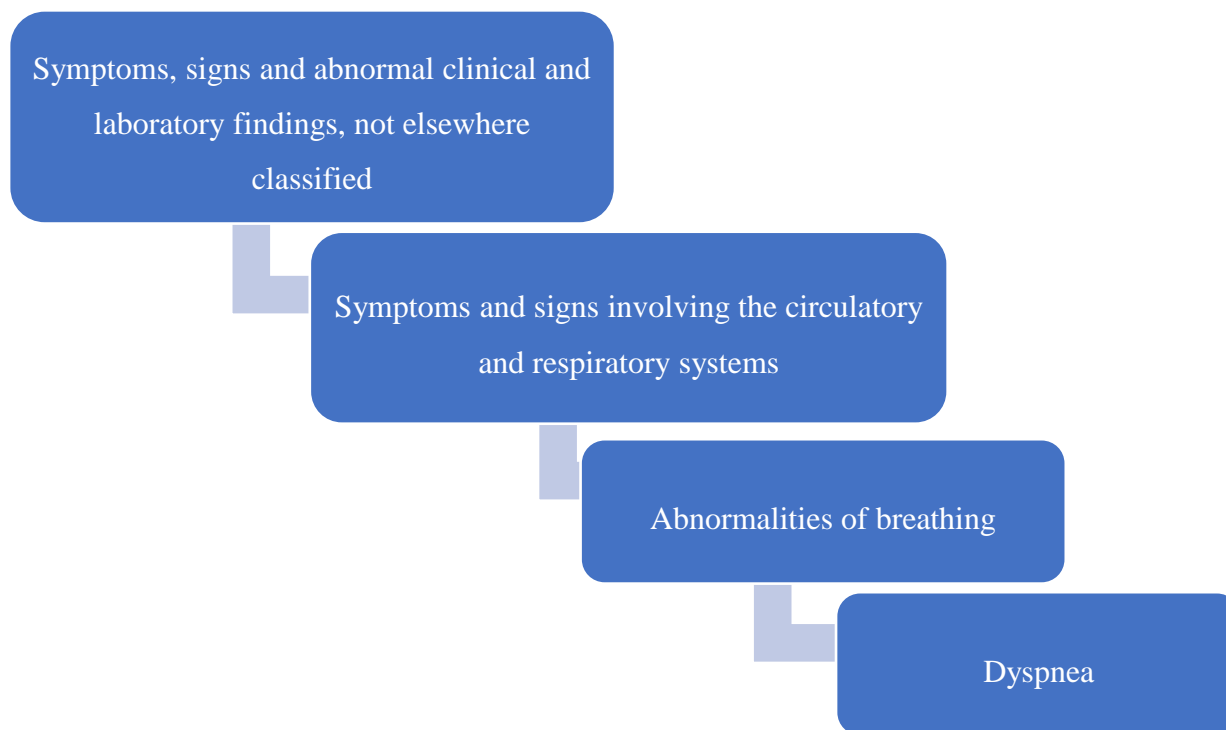 Symptoms, signs and abnormal clinical and
laboratory findings, not elsewhere
classified
Symptoms and signs involving the circulatory
and respiratory systems
Abnormalities of breathing
Dyspnea